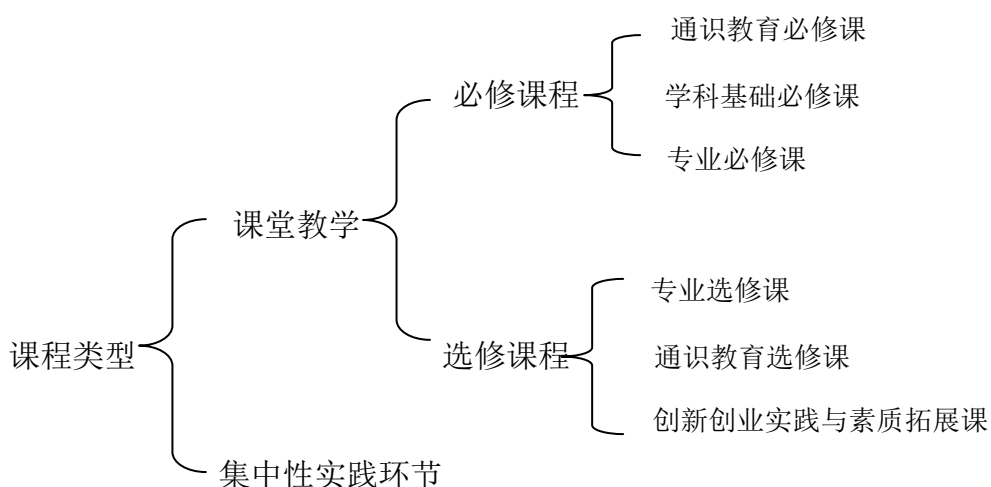 通识教育必修课
必修课程
学科基础必修课
专业必修课
课堂教学
专业选修课
课程类型
选修课程
通识教育选修课
创新创业实践与素质拓展课
集中性实践环节